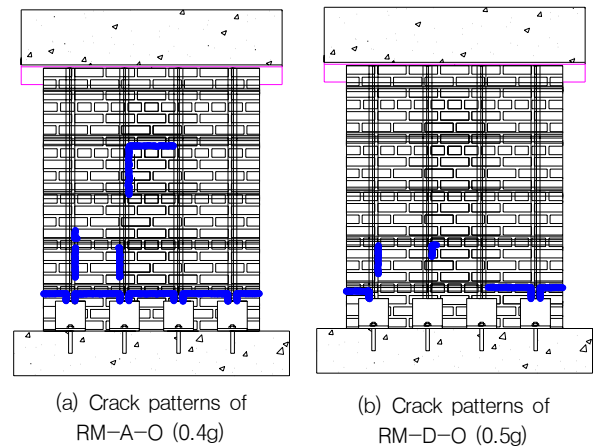 (a) Crack patterns of
RM-A-O (0.4g)
(b) Crack patterns of
RM-D-O (0.5g)